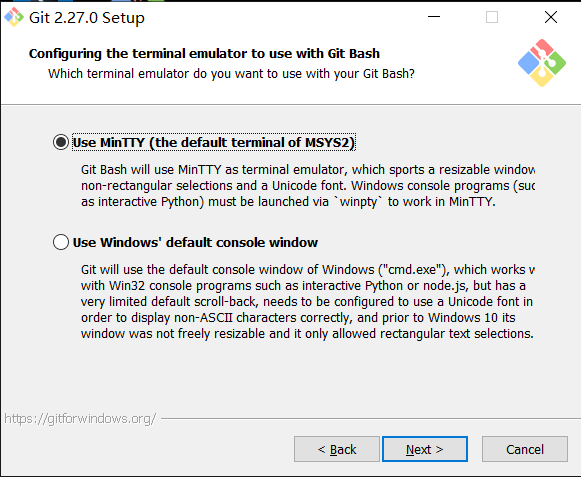 Git 2.27.0 Setup
Configuring the terminal emulator to use with Git Bash
Which terminal emulator do you want to use with your Git Bash?
Use MinTTY (the default terminal of MSYS2)
Git Bash will use MinTTY as terminal emulator, which sports a resizable window
non-rectangular selections and a Unicode font. Windows console programs (suc
as interactive Python) must be launched via `winpty` to work in MinTTY.
Use Windows' default console window
Git will use the default console window of Windows ("cmd.exe"), which works w
with Win32 console programs such as interactive Python or node.js, but has a
very limited default scroll-back, needs to be configured to use a Unicode font in
order to display non-ASCII characters correctly, and prior to Windows 10 its
window was not freely resizable and it only allowed rectangular text selections.
https://gitforwindows.org/
< Back
Next >
Cancel